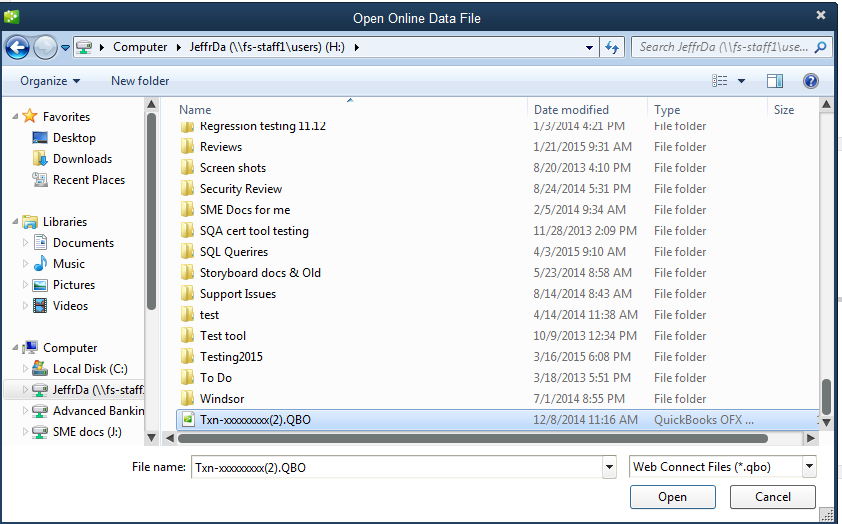 Open Online Data File
Computer JeffrDa (\\fs-staff1\users) (H:) Search JeffrDa (\\fs-staff1\use...
Organize New folder
Favorites
Desktop
Downloads
Recent Places
Libraries
Documents
Music
Pictures
Videos
Computer
Local Disk (C:)
JeffrDa (\\fs-staff
Advanced Bankin
SME docs (J:)
Name Date modified Type Size
Regression testing 11.12 1/3/2014 4:21 PM File folder
Reviews 1/21/2015 9:31 AM File folder
Screen shots 8/20/2013 4:10 PM File folder
Security Review 8/24/2014 5:31 PM File folder
SME Docs for me 2/5/2014 9:34 AM File folder
SQA cert tool testing 11/28/2013 2:09 PM File folder
SQL Querires 4/3/2015 9:10 AM File folder
Storyboard docs & Old 5/23/2014 8:58 AM File folder
Support Issues 8/14/2014 8:43 AM File folder
test 4/14/2014 11:38 AM File folder
Test tool 10/9/2013 12:34 PM File folder
Testing2015 3/16/2015 6:08 PM File folder
To Do 3/18/2013 5:51 PM File folder
Windsor 7/1/2014 8:55 PM File folder
Txn-xxxxxxxxx(2).QBO 12/8/2014 11:16 AM QuickBooks OFX ...
File name: Txn-xxxxxxxxx(2).QBO Web Connect Files (*.qbo)
Open Cancel